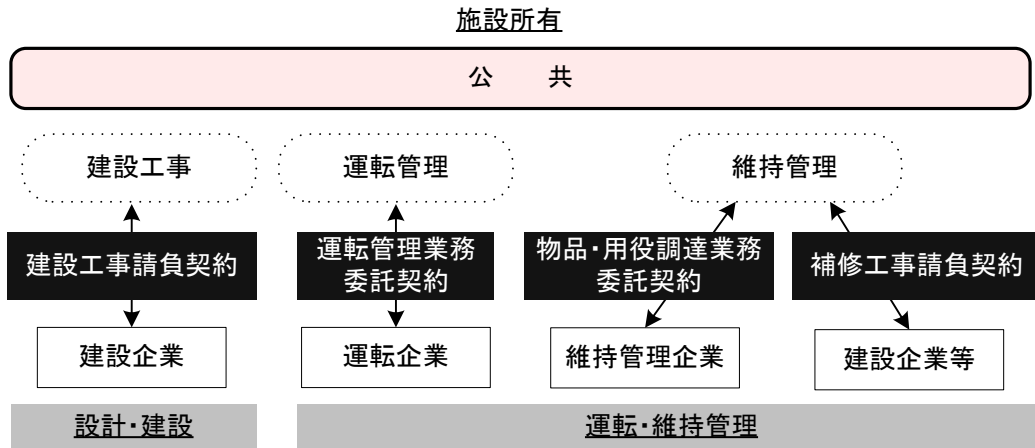 施設所有
公　　共
建設工事
運転管理
維持管理
建設工事請負契約
運転管理業務
委託契約
物品・用役調達業務
委託契約
補修工事請負契約
建設企業
運転企業
維持管理企業
建設企業等
設計・建設
運転・維持管理